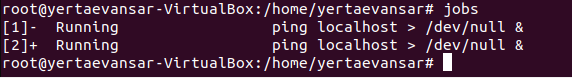 root@yertaevansar-VirtualBox:/home/yertaevansar# jobs
[1]-  Running                 ping localhost > /dev/null &
[2]+  Running                 ping localhost > /dev/null &
root@yertaevansar-VirtualBox:/home/yertaevansar#